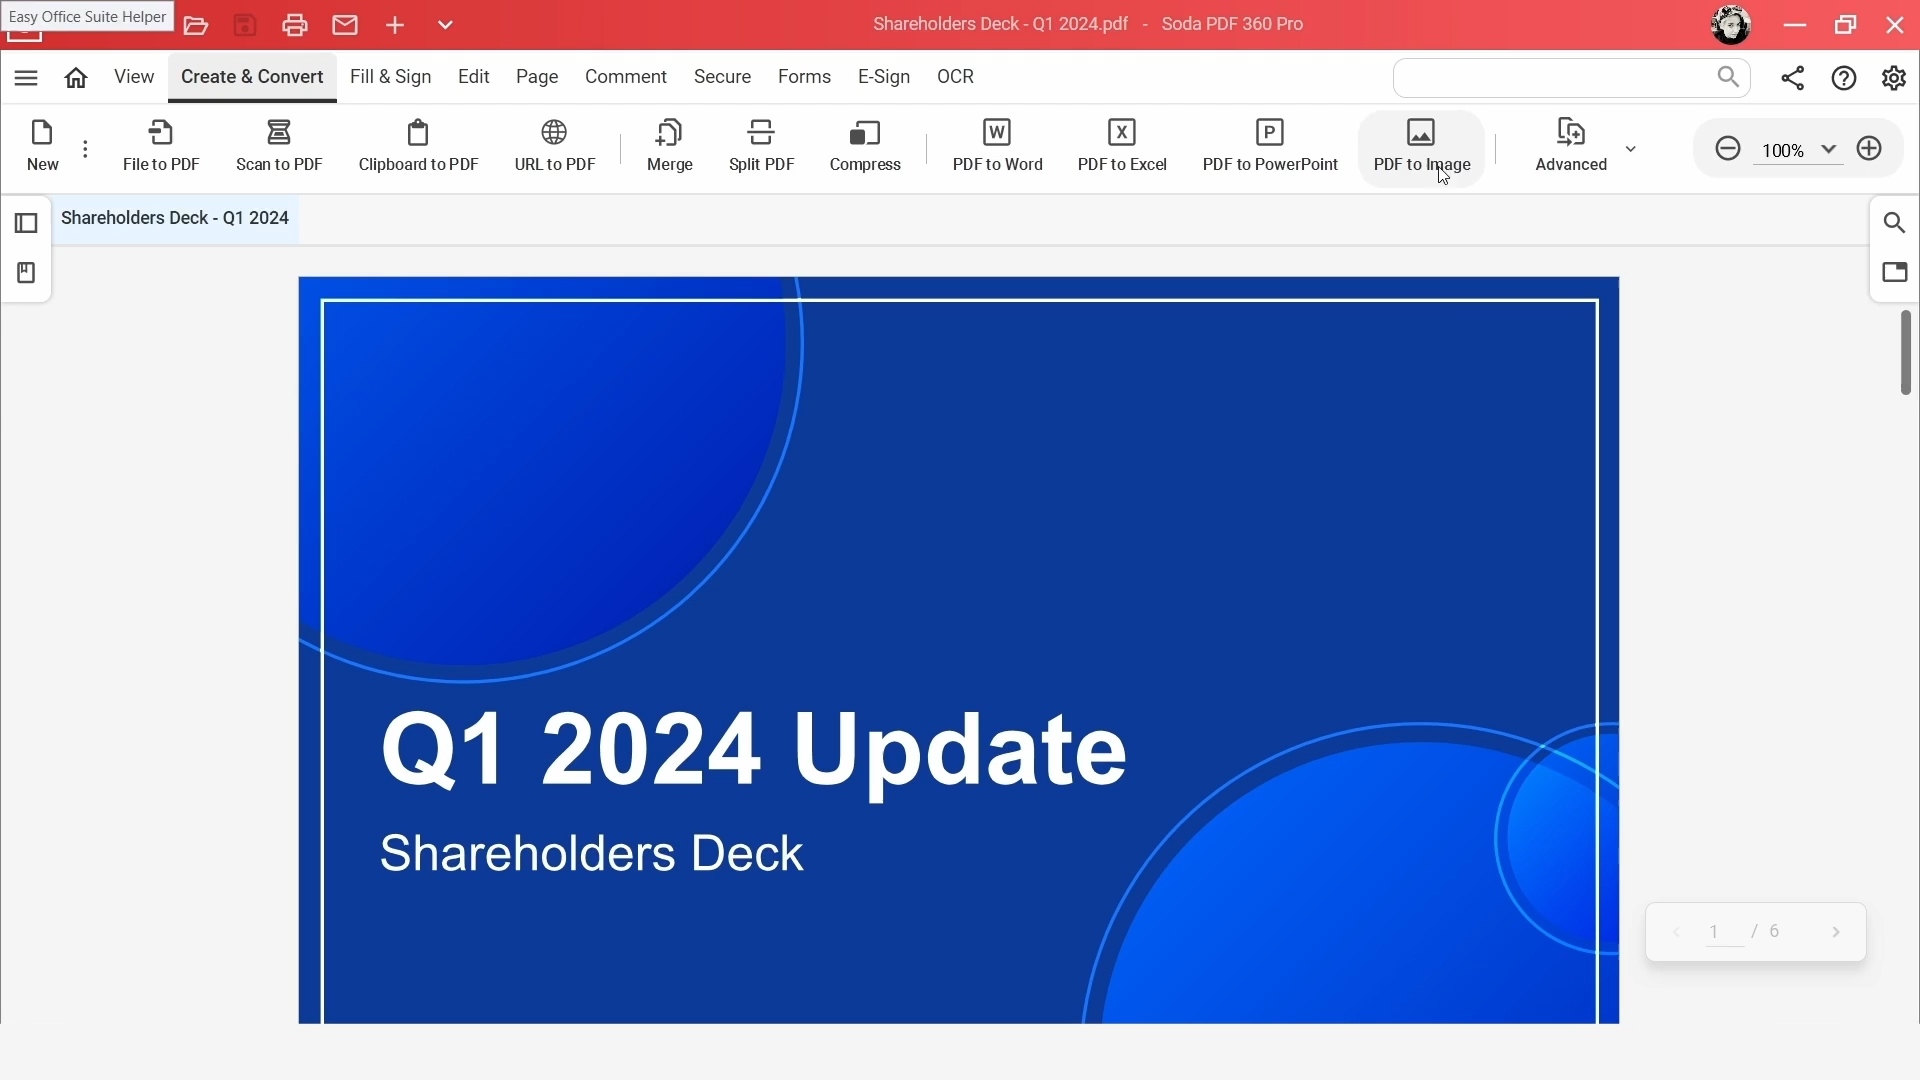 Easy Office Suite Helper
Shareholders Deck - Q1 2024.pdf - Soda PDF 360 Pro
View Create & Convert Fill & Sign Edit Page Comment Secure Forms E-Sign OCR
W X P
New File to PDF Scan to PDF Clipboard to PDF URL to PDF Merge Split PDF Compress PDF to Word PDF to Excel PDF to PowerPoint PDF to Image Advanced 100%
Shareholders Deck - Q1 2024
Q1 2024 Update
Shareholders Deck
1 / 6